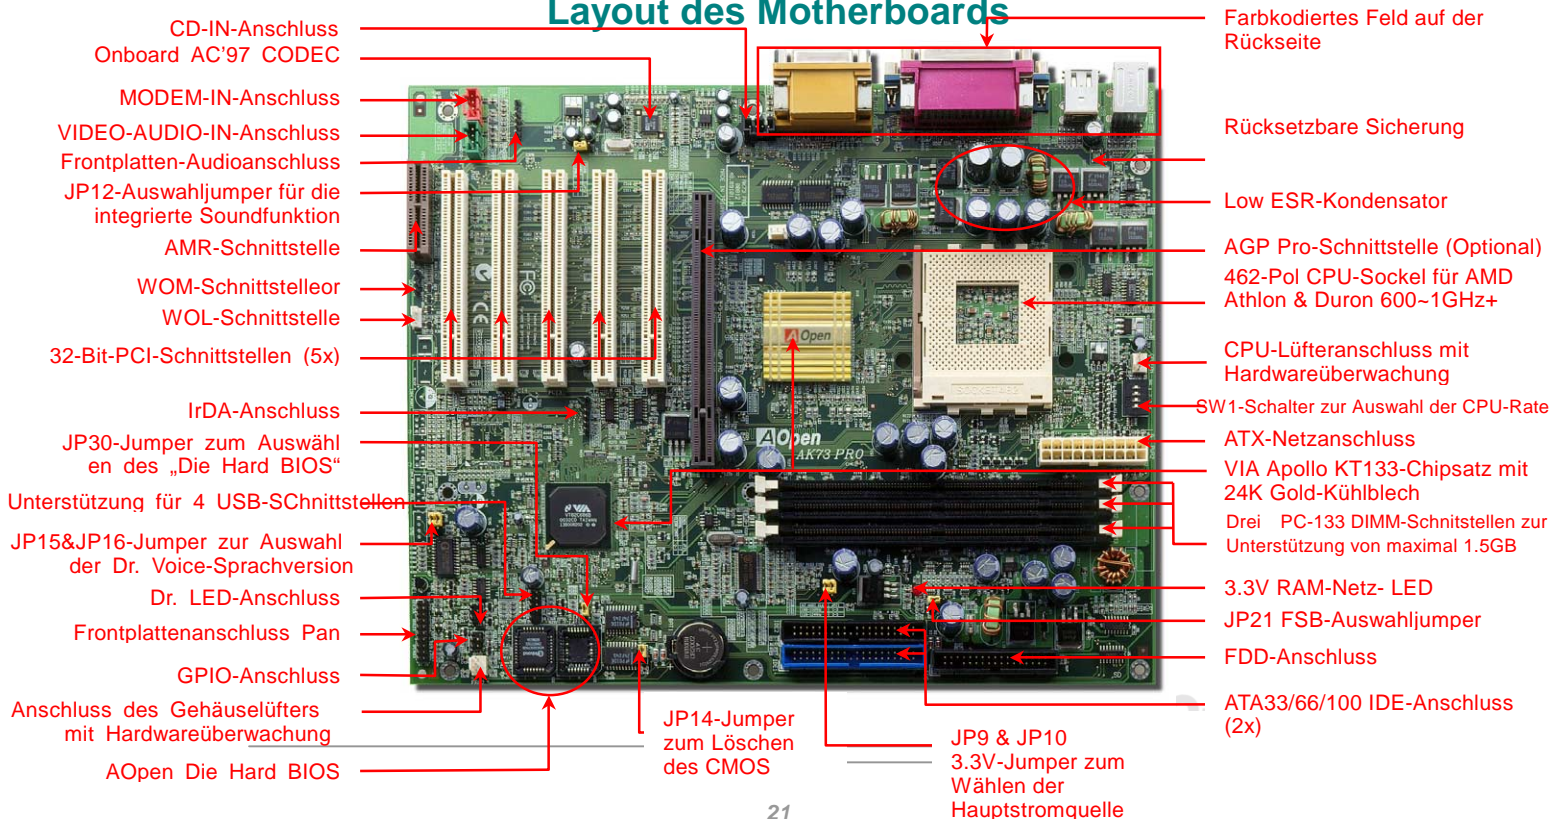 Layout des Motherboards
CD-IN-Anschluss
Onboard AC'97 CODEC
MODEM-IN-Anschluss
VIDEO-AUDIO-IN-Anschluss
Frontplatten-Audioanschluss
JP12-Auswahljumper für die
integrierte Soundfunktion
AMR-Schnittstelle
WOM-Schnittstelleor
WOL-Schnittstelle
32-Bit-PCI-Schnittstellen (5x)
IrDA-Anschluss
JP30-Jumper zum Auswähl
en des „Die Hard BIOS“
Unterstützung für 4 USB-SChnittstellen
JP15&JP16-Jumper zur Auswahl
der Dr. Voice-Sprachversion
Dr. LED-Anschluss
Frontplattenanschluss Pan
GPIO-Anschluss
Anschluss des Gehäuselüfters
mit Hardwareüberwachung
AOpen Die Hard BIOS
Farbkodiertes Feld auf der
Rückseite
Rücksetzbare Sicherung
Low ESR-Kondensator
AGP Pro-Schnittstelle (Optional)
462-Pol CPU-Sockel für AMD
Athlon & Duron 600~1GHz+
CPU-Lüfteranschluss mit
Hardwareüberwachung
SW1-Schalter zur Auswahl der CPU-Rate
ATX-Netzanschluss
VIA Apollo KT133-Chipsatz mit
24K Gold-Kühlblech
Drei PC-133 DIMM-Schnitstellen zur
Unterstützung von maximal 1.5GB
3.3V RAM-Netz- LED
JP21 FSB-Auswahljumper
FDD-Anschluss
ATA33/66/100 IDE-Anschluss
(2x)
JP14-Jumper
zum Löschen
des CMOS
JP9 & JP10
3.3V-Jumper zum
Wählen der
Hauptstromquelle
AOpen
SOCKET 462
AOpen
AK73 PRO
VIA
FC
CE
21